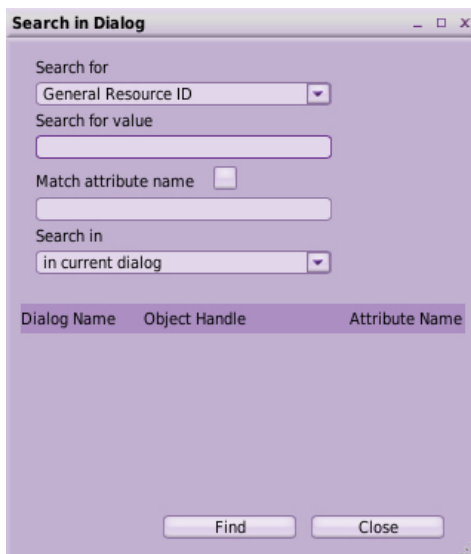 Search in Dialog
Search for
General Resource ID
Search for value
Match attribute name
Search in
in current dialog
Dialog Name Object Handle Attribute Name
Find Close